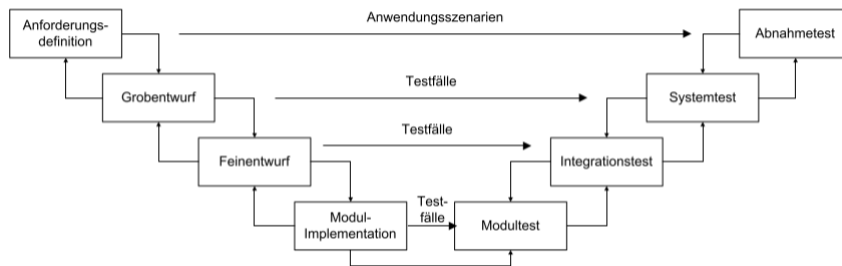 Anforderungs-
definition
Anwendungsszenarien
Abnahmetest
Grobentwurf
Testfälle
Systemtest
Feinentwurf
Testfälle
Integrationstest
Modul-
Implementation
Test-
fälle
Modultest